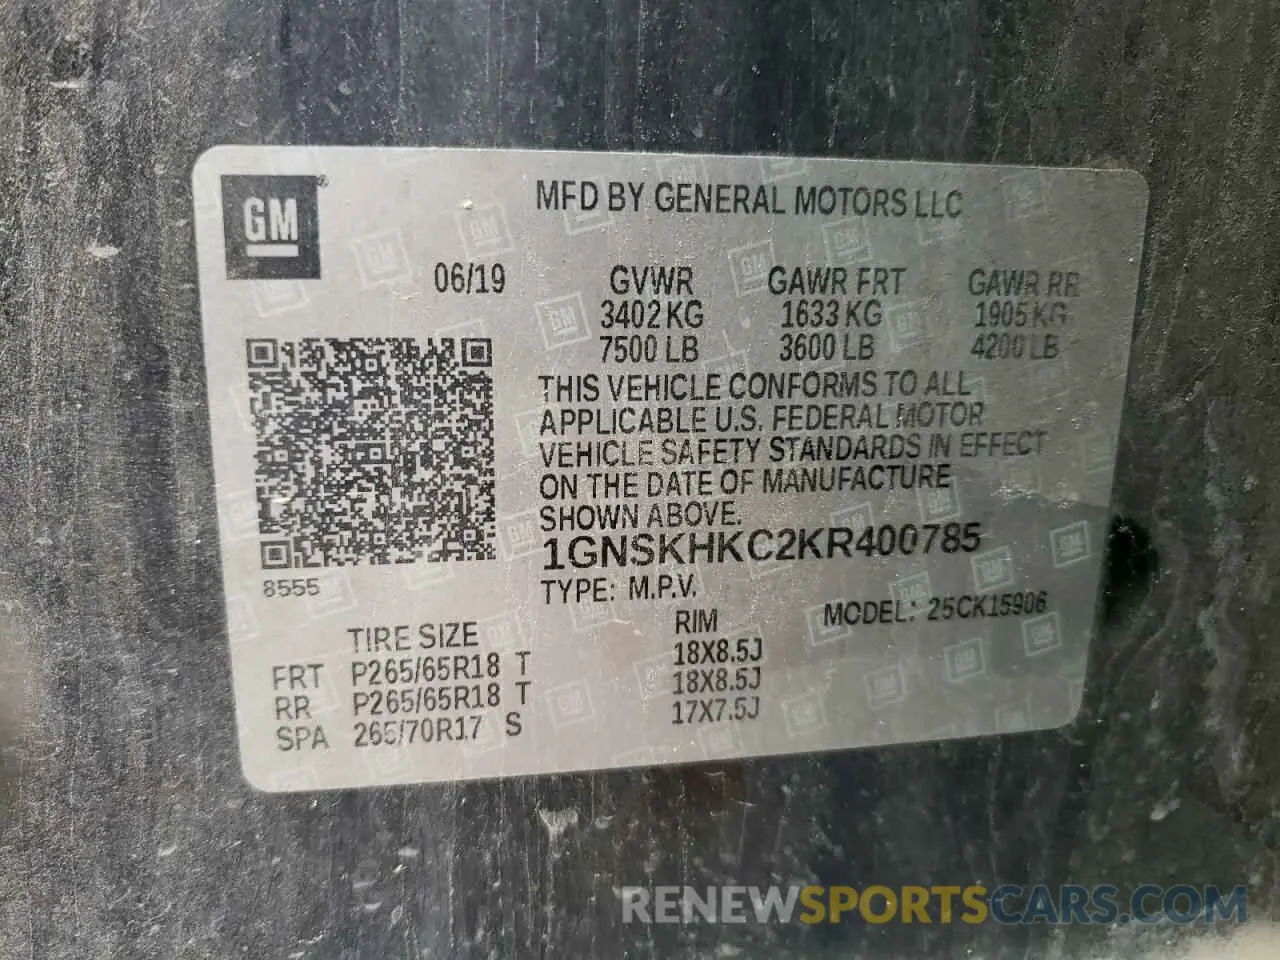 GM
MFD BY GENERAL MOTORS LLC
06/19 GVWR GAWR FRT GAWR RR
3402 KG 1633 KG 1905 KG
7500 LB 3600 LB 4200 LB
THIS VEHICLE CONFORMS TO ALL
APPLICABLE U.S. FEDERAL MOTOR
VEHICLE SAFETY STANDARDS IN EFFECT
ON THE DATE OF MANUFACTURE
SHOWN ABOVE.
1GNSKHKC2KR400785
8555
TYPE: M.P.V.
MODEL: 25CK15906
TIRE SIZE RIM
FRT P265/65R18 T 18X8.5J
RR P265/65R18 T 18X8.5J
SPA 265/70R17 S 17X7.5J
RENEWSPORTSCARS.COM